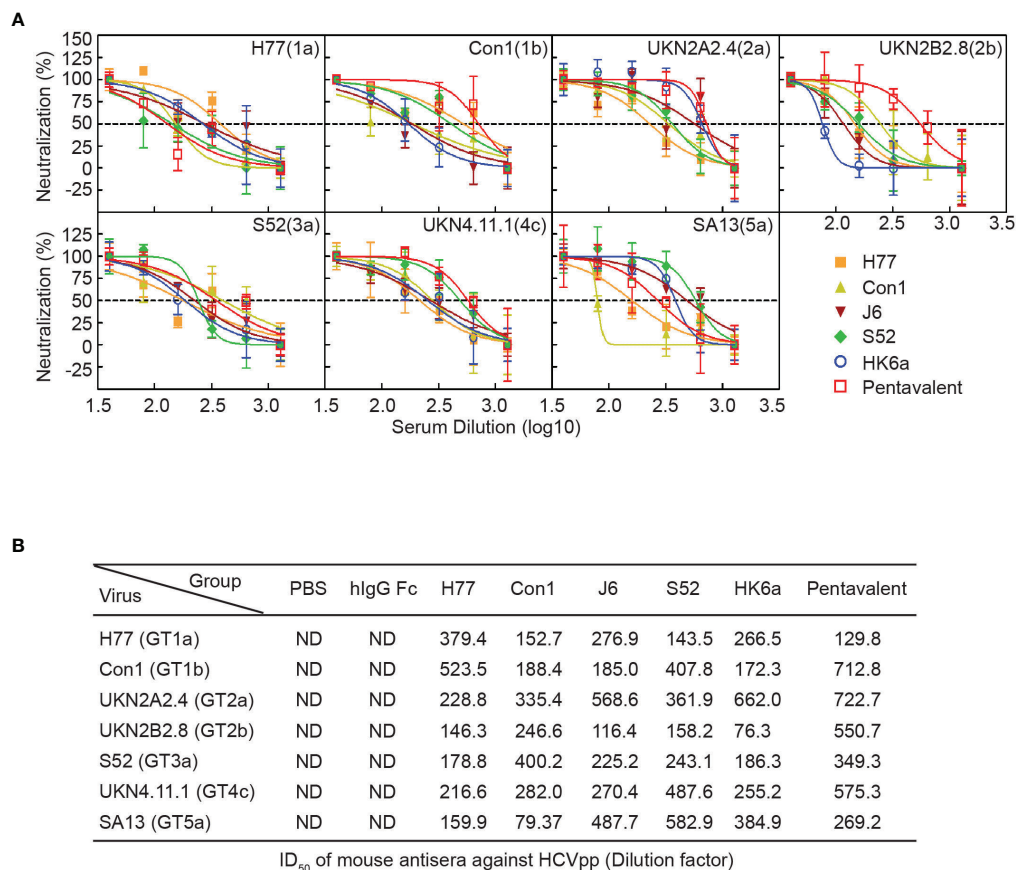 A
H77(1a) Con1(1b) UKN2A2.4(2a) UKN2B2.8(2b)
Neutralization (%)
150
125
100
75
50
25
0
-25
2.0 2.5 3.0 3.5
S52(3a) UKN4.11.1(4c) SA13(5a)
Neutralization (%)
125
100
75
50
25
0
-25
1.5 2.0 2.5 3.0 1.5 2.0 2.5 3.0 1.5 2.0 2.5 3.0 3.5
Serum Dilution (log10)
H77
Con1
J6
S52
HK6a
Pentavalent
B
Virus Group PBS hIgG Fc H77 Con1 J6 S52 HK6a Pentavalent
H77 (GT1a) ND ND 379.4 152.7 276.9 143.5 266.5 129.8
Con1 (GT1b) ND ND 523.5 188.4 185.0 407.8 172.3 712.8
UKN2A2.4 (GT2a) ND ND 228.8 335.4 568.6 361.9 662.0 722.7
UKN2B2.8 (GT2b) ND ND 146.3 246.6 116.4 158.2 76.3 550.7
S52 (GT3a) ND ND 178.8 400.2 225.2 243.1 186.3 349.3
UKN4.11.1 (GT4c) ND ND 216.6 282.0 270.4 487.6 255.2 575.3
SA13 (GT5a) ND ND 159.9 79.37 487.7 582.9 384.9 269.2
ID50 of mouse antisera against HCVpp (Dilution factor)